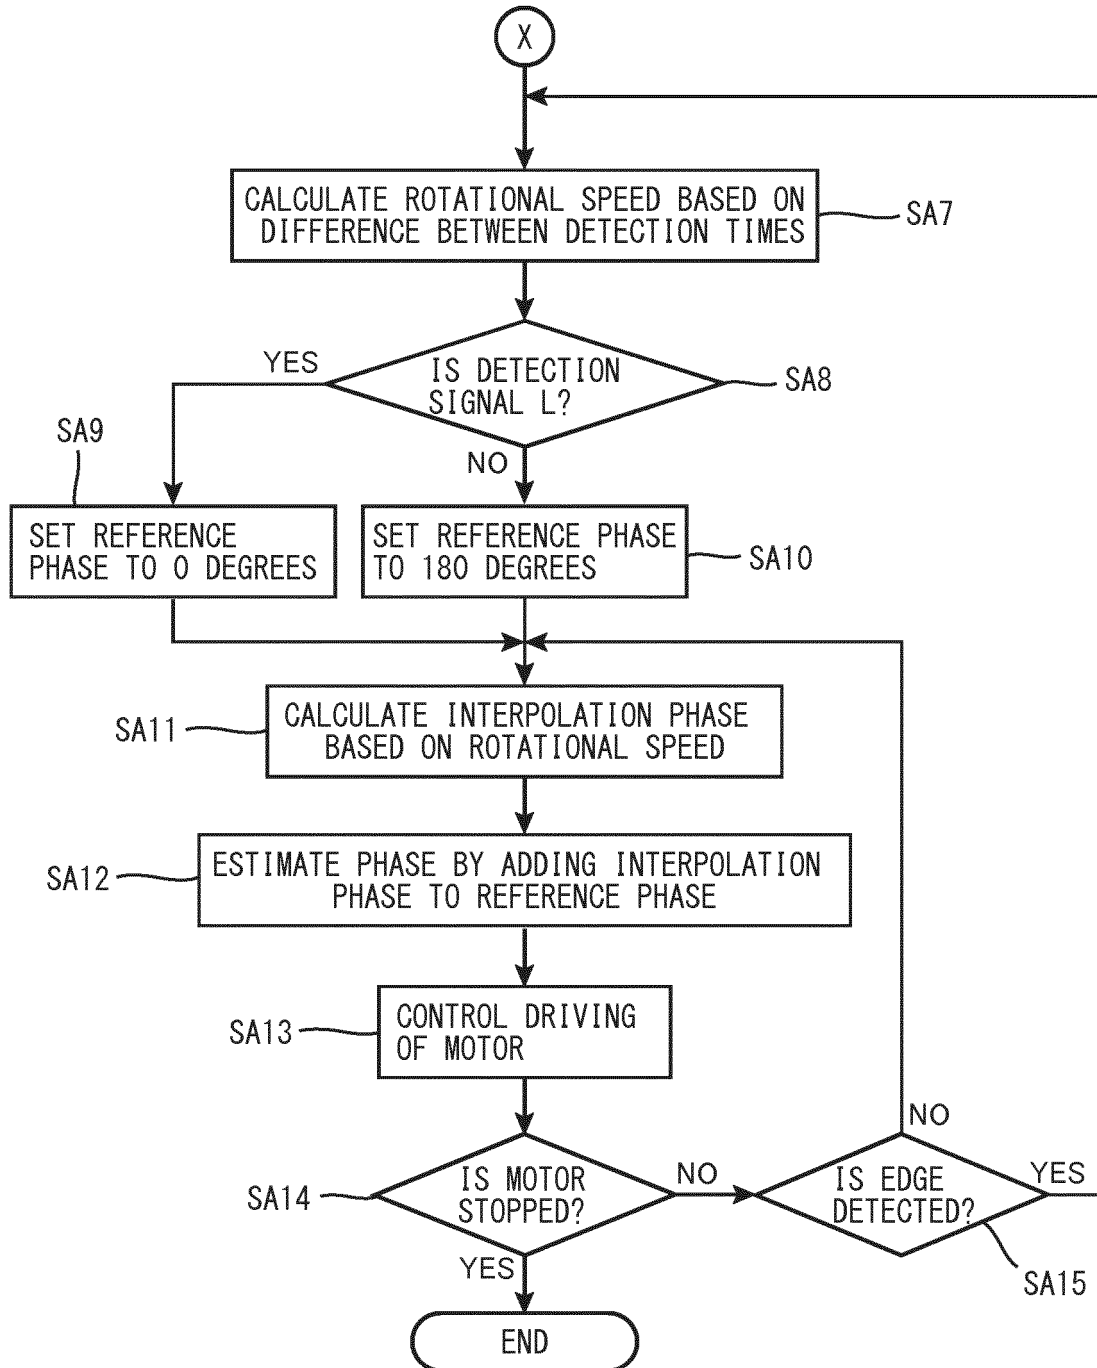 X
CALCULATE ROTATIONAL SPEED BASED ON
DIFFERENCE BETWEEN DETECTION TIMES
SA7
YES
IS DETECTION
SIGNAL L?
SA8
SA9
NO
SET REFERENCE
PHASE TO 0 DEGREES
SET REFERENCE PHASE
TO 180 DEGREES
SA10
SA11
CALCULATE INTERPOLATION PHASE
BASED ON ROTATIONAL SPEED
SA12
ESTIMATE PHASE BY ADDING INTERPOLATION
PHASE TO REFERENCE PHASE
SA13
CONTROL DRIVING
OF MOTOR
SA14
IS MOTOR
STOPPED?
NO
NO
IS EDGE
DETECTED?
YES
SA15
YES
END